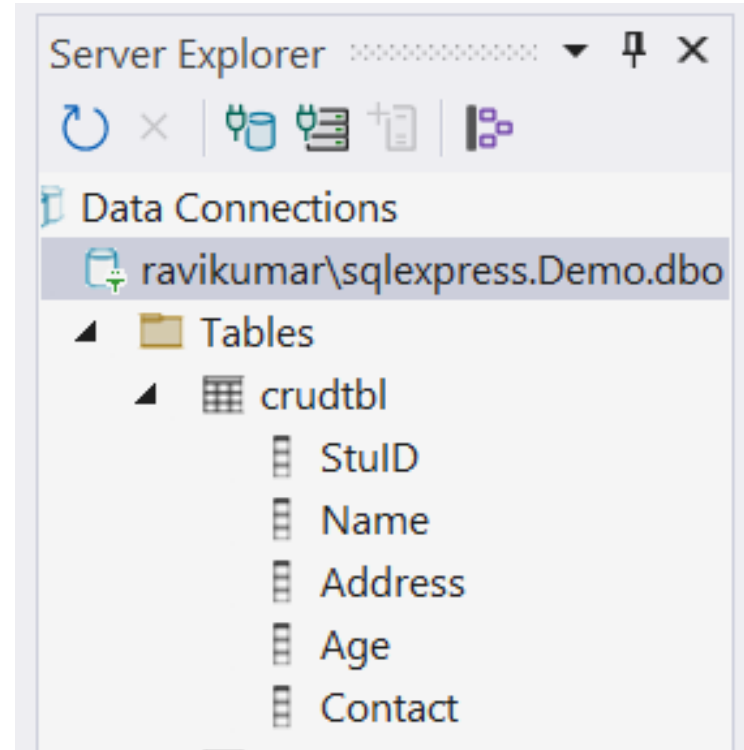 Server Explorer
Data Connections
ravikumar\sqlexpress.Demo.dbo
Tables
crudtbl
StuID
Name
Address
Age
Contact